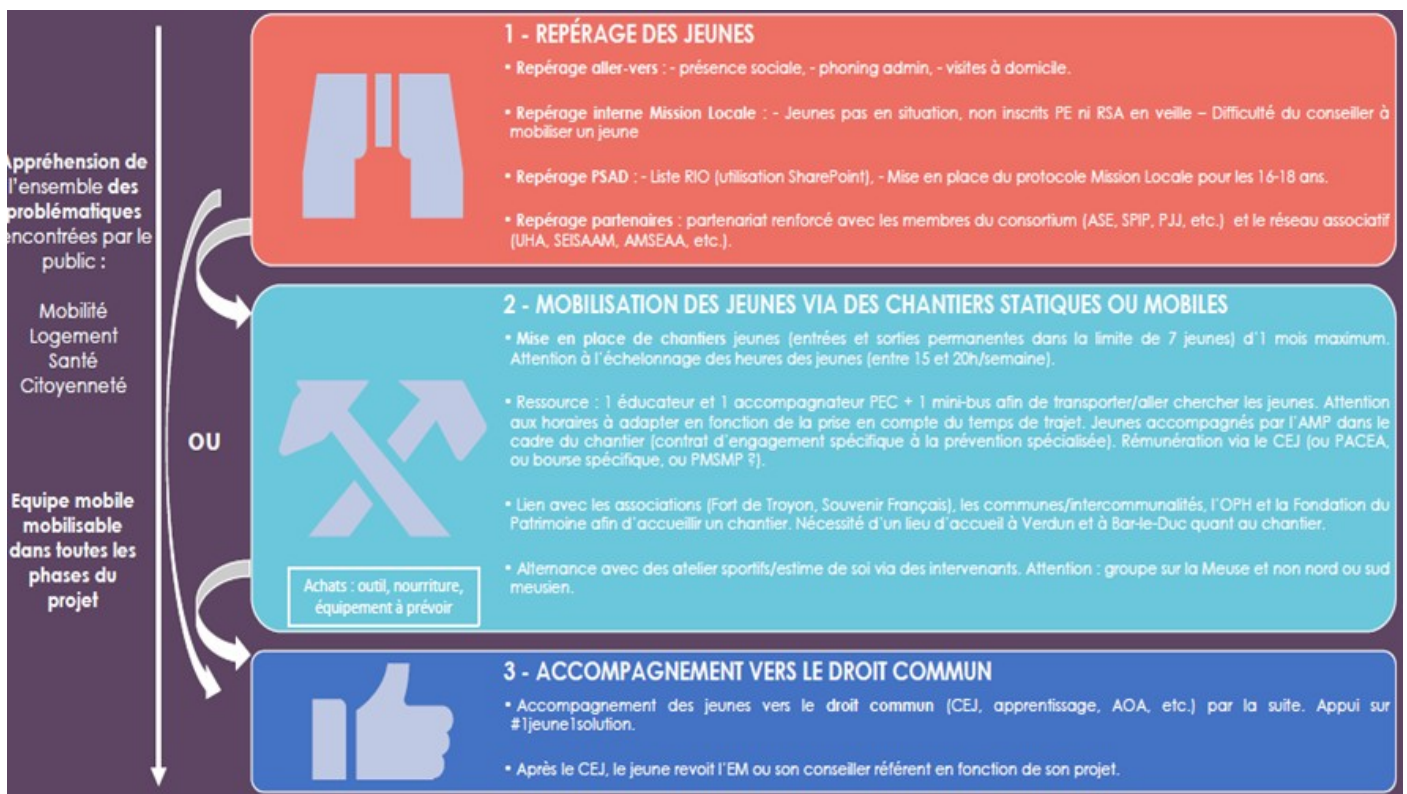 Appréhension de
l'ensemble des
problématiques
encontrées par le
public :
Mobilité
Logement
Santé
Citoyenneté
Equipe mobile
mobilisable
dans toutes les
phases du
projet
OU
1 - REPÉRAGE DES JEUNES
• Repérage aller-vers : - présence sociale, - phoning admin, - visites à domicile.
• Repérage interne Mission Locale : - Jeunes pas en situation, non inscrits PE ni RSA en veille – Difficulté du conseiller à
mobiliser un jeune
• Repérage PSAD : - Liste RIO (utilisation SharePoint), - Mise en place du protocole Mission Locale pour les 16-18 ans.
• Repérage partenaires : partenariat renforcé avec les membres du consortium (ASE, SPIP, PJJ, etc.) et le réseau associatif
(UHA, SEISAAM, AMSEAA, etc.).
2 - MOBILISATION DES JEUNES VIA DES CHANTIERS STATIQUES OU MOBILES
• Mise en place de chantiers jeunes (entrées et sorties permanentes dans la limite de 7 jeunes) d'1 mois maximum.
Attention à l'échelonnage des heures des jeunes (entre 15 et 20h/semaine).
• Ressource : 1 éducateur et 1 accompagnateur PEC + 1 mini-bus afin de transporter/aller chercher les jeunes. Attention
aux horaires à adapter en fonction de la prise en compte du temps de trajet. Jeunes accompagnés par l'AMP dans le
cadre du chantier (contrat d'engagement spécifique à la prévention spécialisée). Rémunération via le CEJ (ou PACEA,
ou bourse spécifique, ou PMSMP ?).
• Lien avec les associations (Fort de Troyon, Souvenir Français), les communes/intercommunalités, l'OPH et la Fondation du
Patrimoine afin d'accueillir un chantier. Nécessité d'un lieu d'accueil à Verdun et à Bar-le-Duc quant au chantier.
• Alternance avec des atelier sportifs/estime de soi via des intervenants. Attention : groupe sur la Meuse et non nord ou sud
meusien.
Achats : outil, nourriture,
équipement à prévoir
3 - ACCOMPAGNEMENT VERS LE DROIT COMMUN
• Accompagnement des jeunes vers le droit commun (CEJ, apprentissage, AOA, etc.) par la suite. Appui sur
#1jeune1solution.
• Après le CEJ, le jeune revoit l'EM ou son conseiller référent en fonction de son projet.